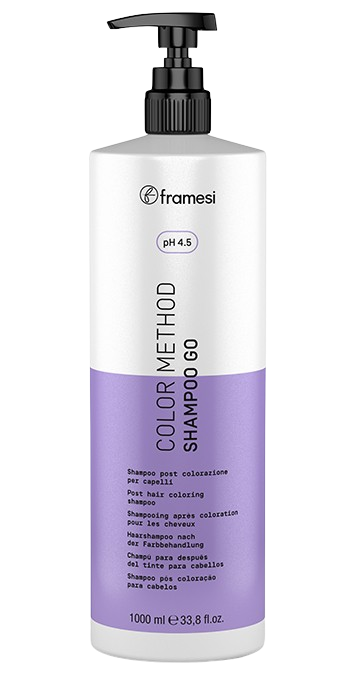 framesi
pH 4.5
COLOR METHOD
SHAMPOO GO
Shampoo post colorazione
per capelli
Post hair coloring
shampoo
Shampooing après coloration
pour les cheveux
Haarshampoo nach
der Farbbehandlung
Champú para después
del tinte para cabellos
Shampoo pós coloração
para cabelos
1000 ml ℮ 33,8 fl.oz.